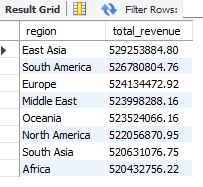 Result Grid Filter Rows:
region total_revenue
East Asia 529253884.80
South America 526780804.76
Europe 524134472.92
Middle East 523998288.16
Oceania 523524066.16
North America 522056870.95
South Asia 520631076.75
Africa 520432756.22